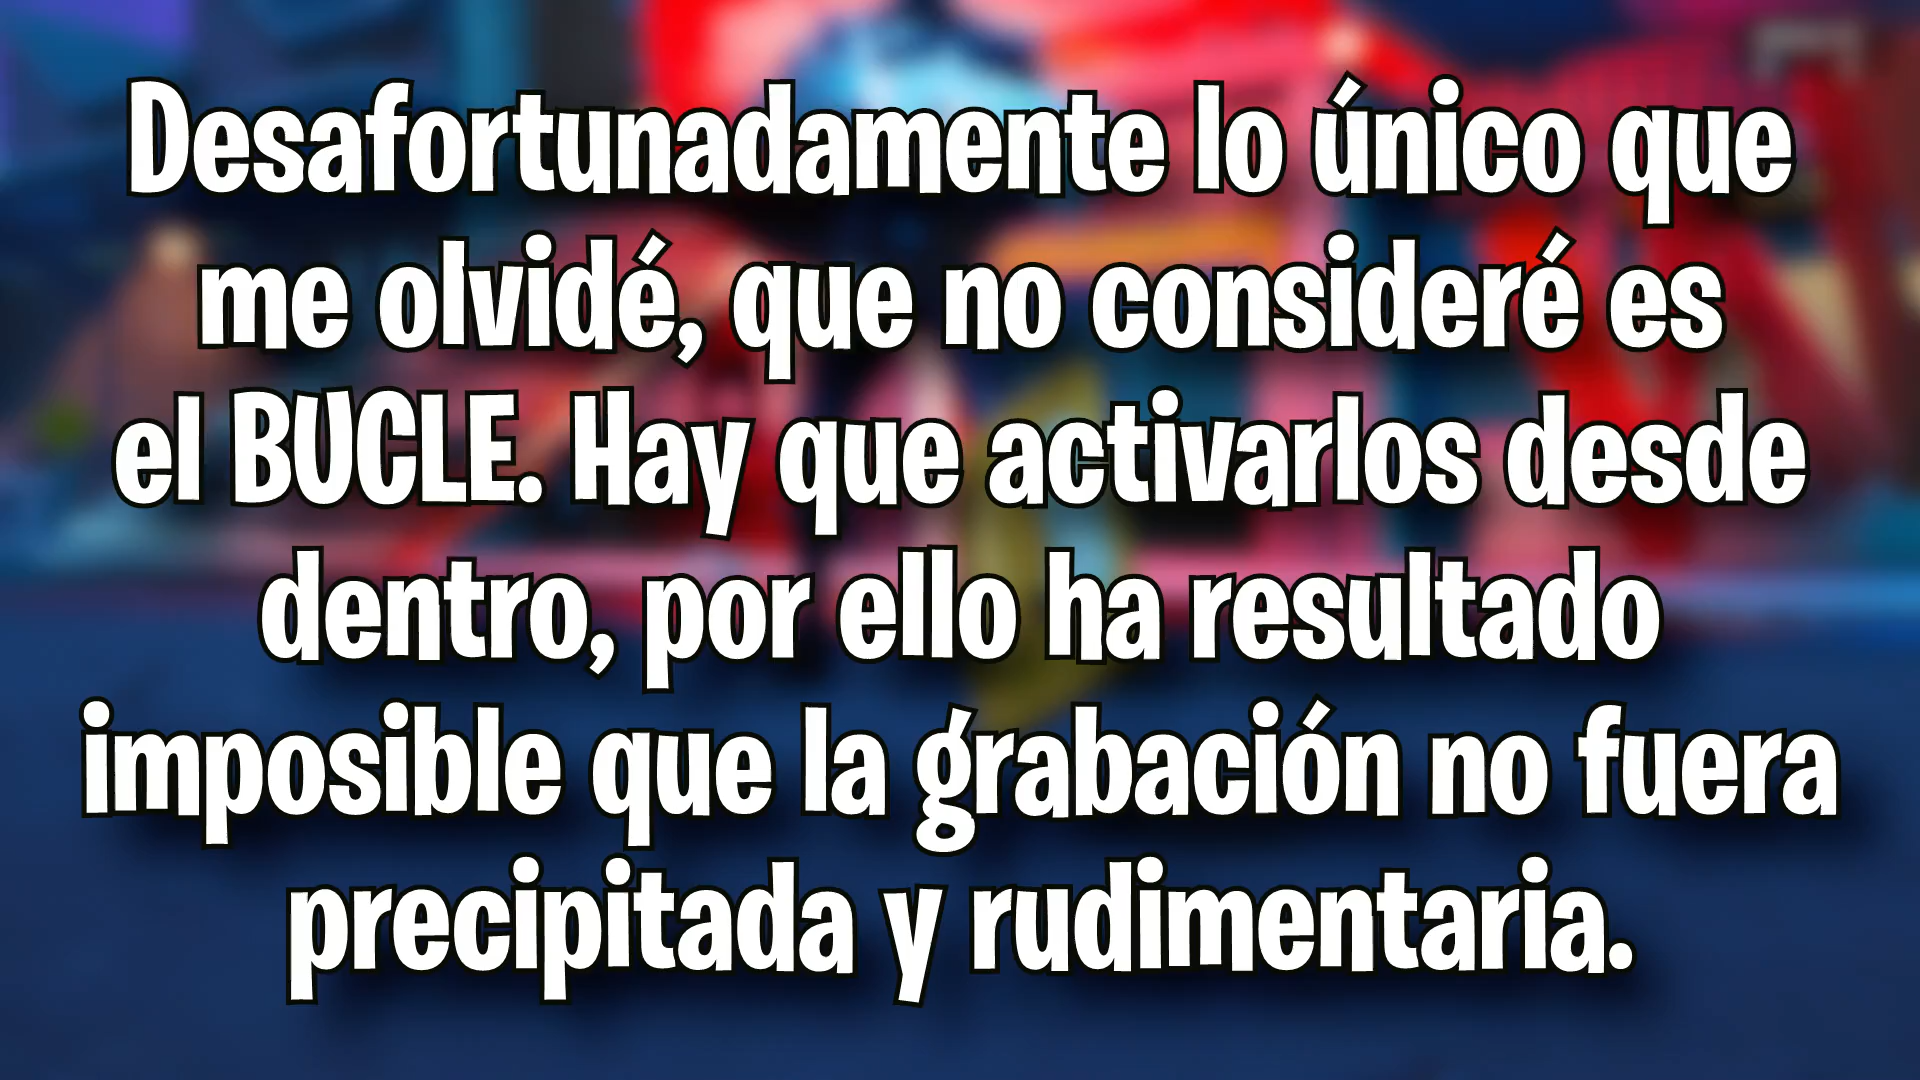 Desafortunadamente lo único que
me olvidé, que no consideré es
el BUCLE. Hay que activarlos desde
dentro, por ello ha resultado
imposible que la grabación no fuera
precipitada y rudimentaria.